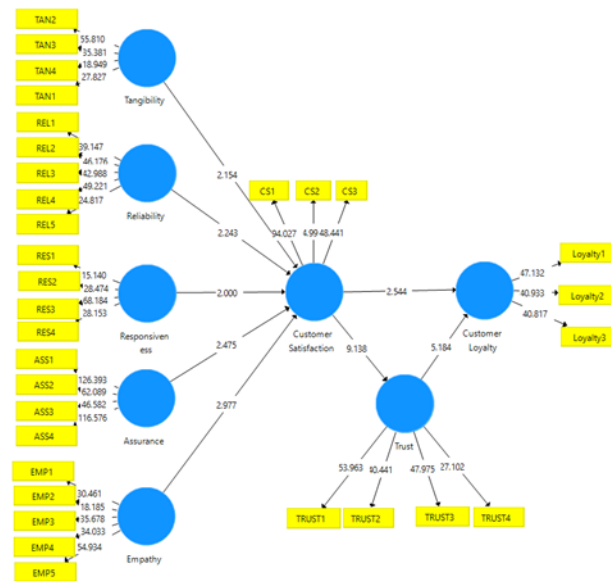 TAN2
TAN3
TAN4
TAN1
55.810
35.381
18.949
27.827
Tangibility
REL1
REL2
REL3
REL4
REL5
39.147
46.176
42.988
49.221
24.817
Reliability
RES1
RES2
RES3
RES4
15.140
28.474
68.184
28.153
Responsiven
ess
ASS1
ASS2
ASS3
ASS4
126.393
62.089
46.582
116.576
Assurance
EMP1
EMP2
EMP3
EMP4
EMP5
30.461
18.185
35.678
34.033
54.934
Empathy
2.154
2.243
2.000
2.475
2.977
CS1 CS2 CS3
94.027 4.99 48.441
Customer
Satisfaction
2.544
9.138
5.184
Customer
Loyalty
47.132
40.933
40.817
Loyalty1
Loyalty2
Loyalty3
Trust
53.963 0.441 47.975 27.102
TRUST1 TRUST2 TRUST3 TRUST4